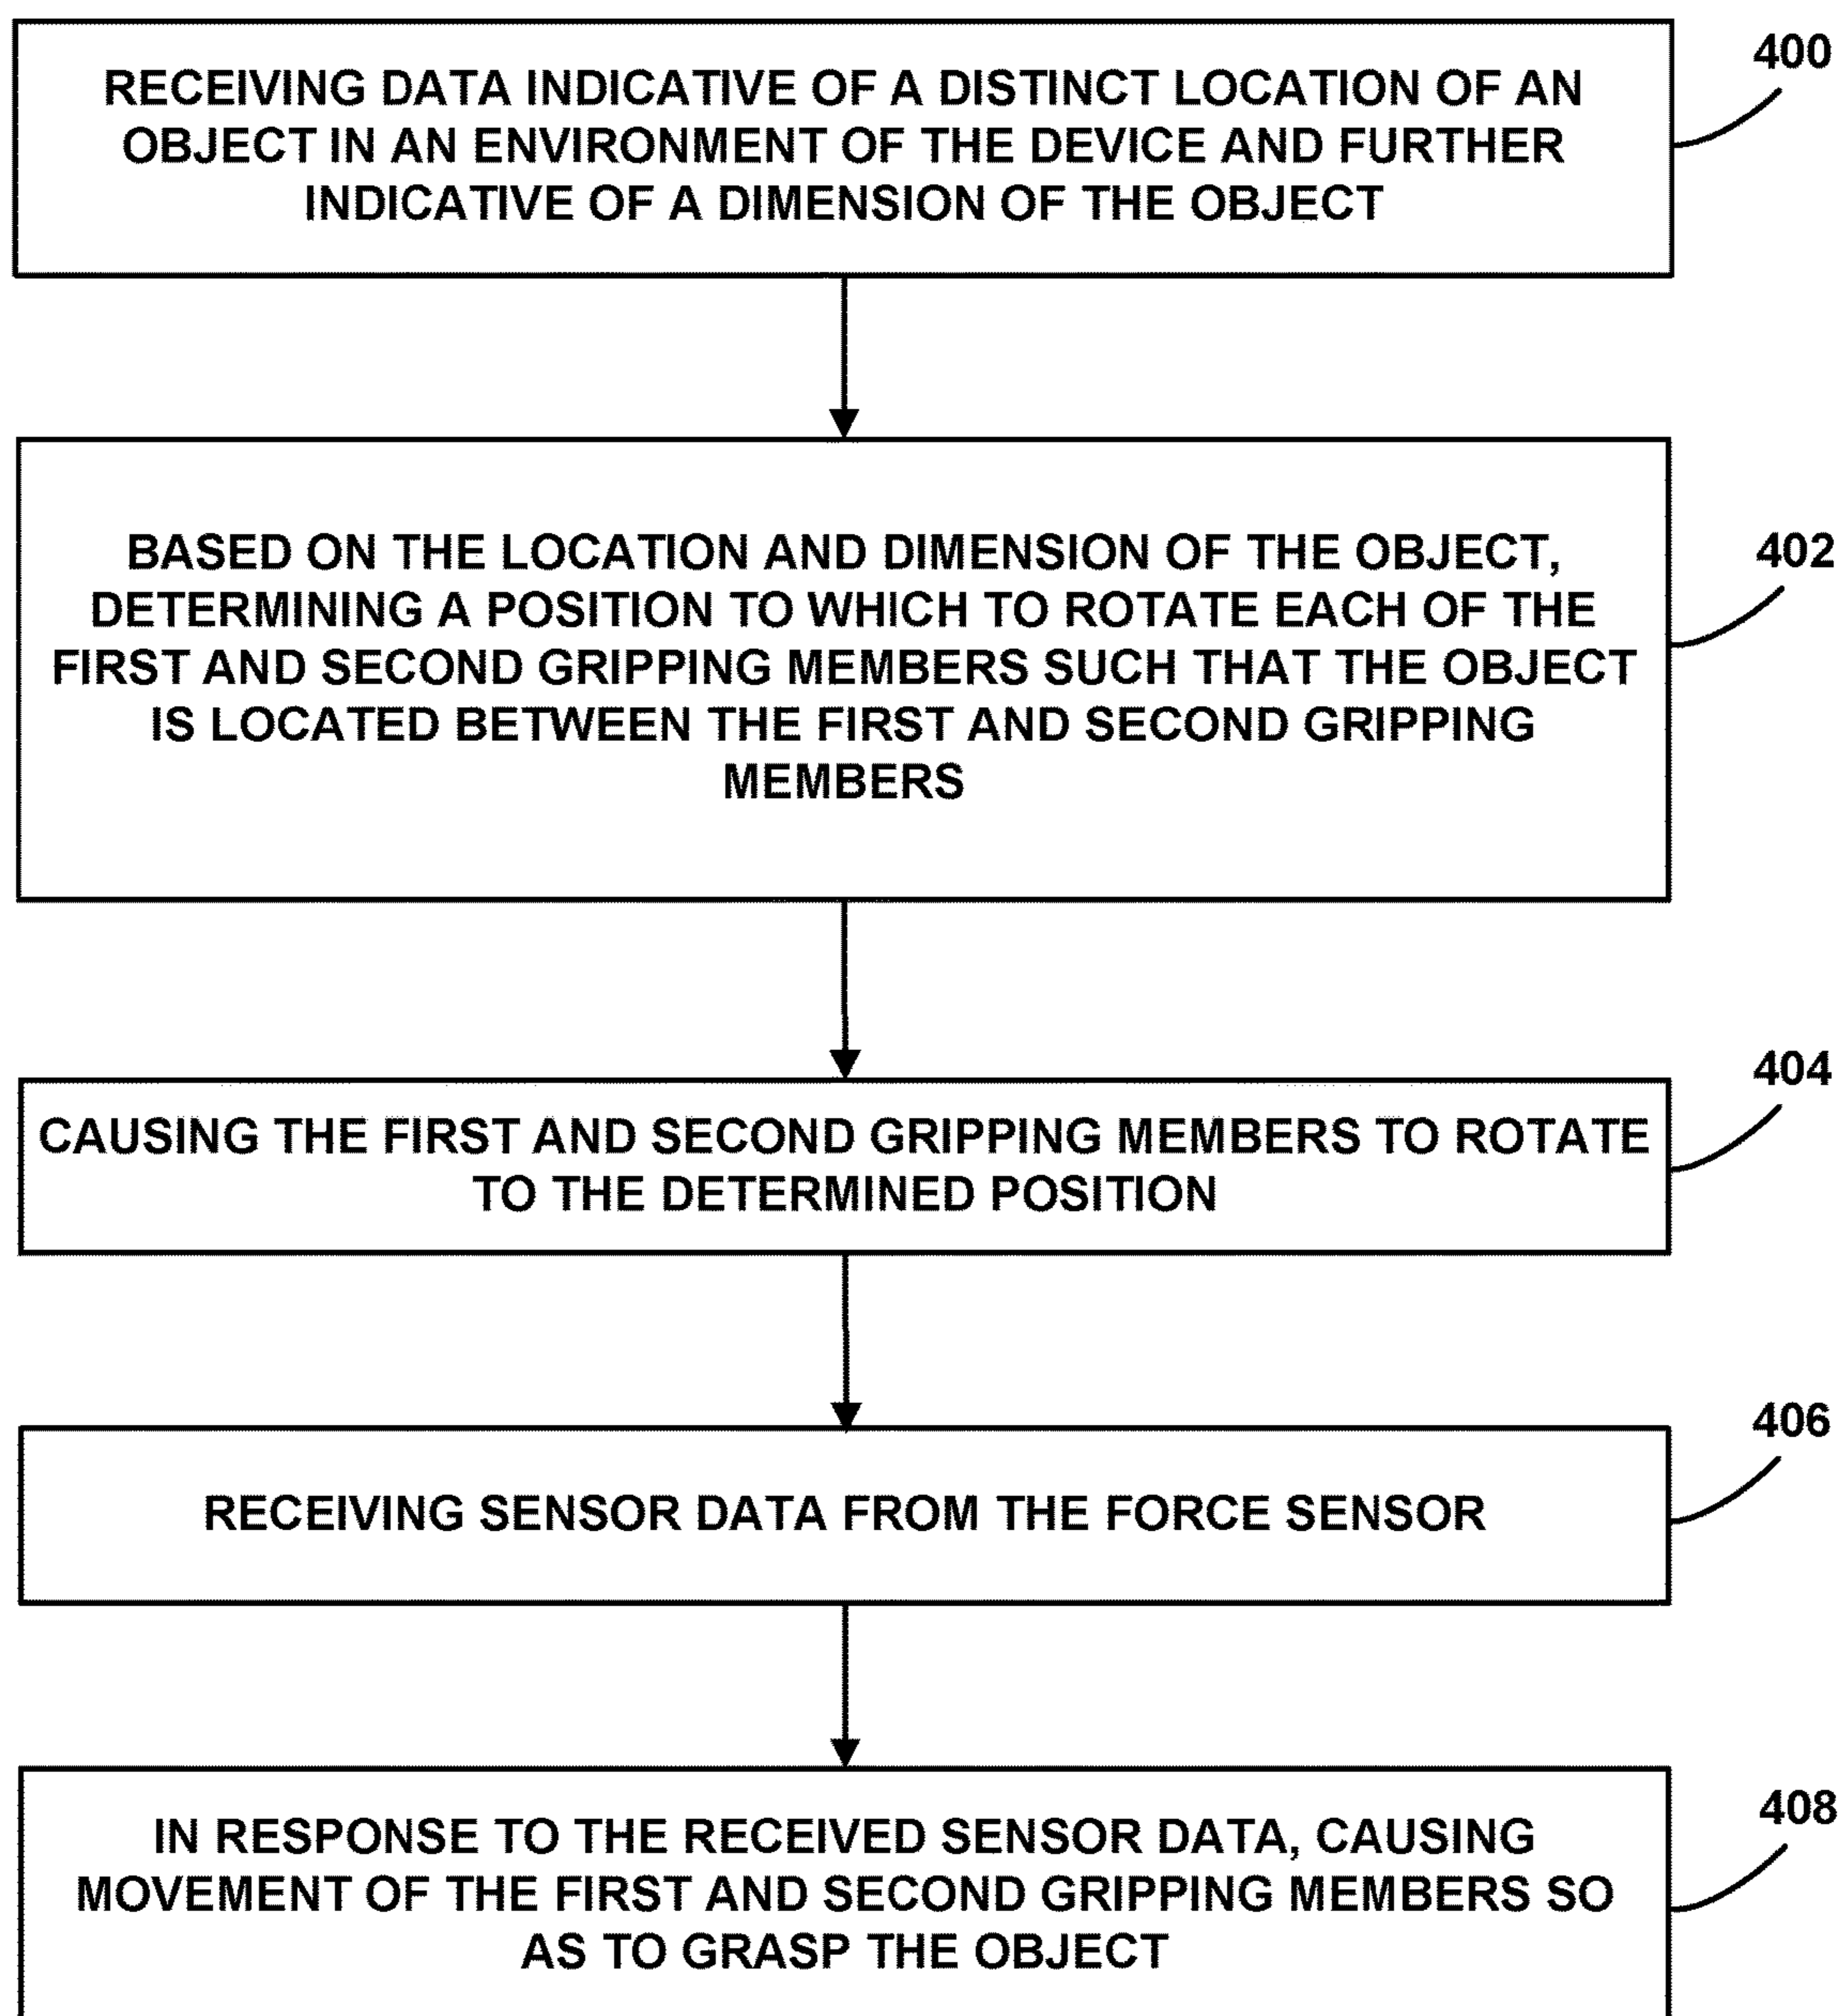 400
RECEIVING DATA INDICATIVE OF A DISTINCT LOCATION OF AN
OBJECT IN AN ENVIRONMENT OF THE DEVICE AND FURTHER
INDICATIVE OF A DIMENSION OF THE OBJECT
402
BASED ON THE LOCATION AND DIMENSION OF THE OBJECT,
DETERMINING A POSITION TO WHICH TO ROTATE EACH OF THE
FIRST AND SECOND GRIPPING MEMBERS SUCH THAT THE OBJECT
IS LOCATED BETWEEN THE FIRST AND SECOND GRIPPING
MEMBERS
404
CAUSING THE FIRST AND SECOND GRIPPING MEMBERS TO ROTATE
TO THE DETERMINED POSITION
406
RECEIVING SENSOR DATA FROM THE FORCE SENSOR
408
IN RESPONSE TO THE RECEIVED SENSOR DATA, CAUSING
MOVEMENT OF THE FIRST AND SECOND GRIPPING MEMBERS SO
AS TO GRASP THE OBJECT